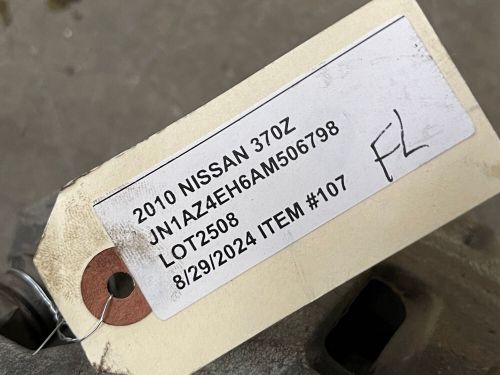 2010 NISSAN 370Z
JN1AZ4EH6AM506798
LOT2508
8/29/2024 ITEM #107
FL